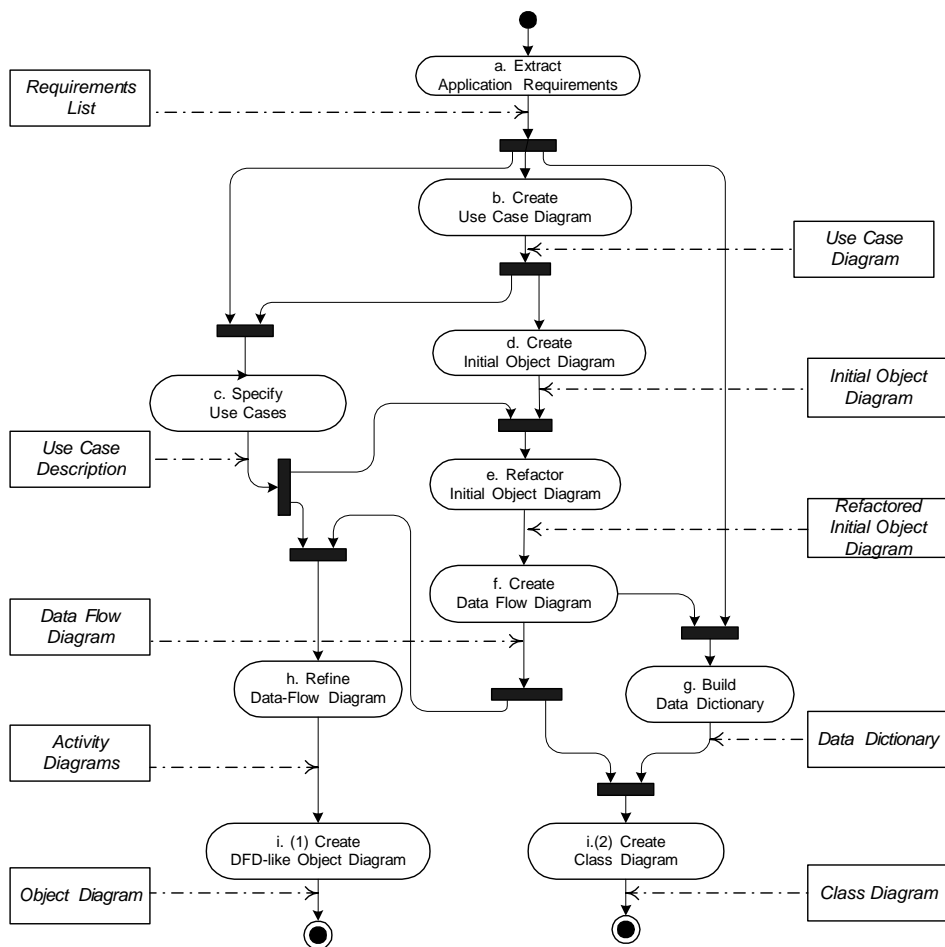 a. Extract
Application Requirements
Requirements
List
b. Create
Use Case Diagram
Use Case
Diagram
d. Create
Initial Object Diagram
c. Specify
Use Cases
Initial Object
Diagram
Use Case
Description
e. Refactor
Initial Object Diagram
Refactored
Initial Object
Diagram
f. Create
Data Flow Diagram
Data Flow
Diagram
h. Refine
Data-Flow Diagram
g. Build
Data Dictionary
Activity
Diagrams
Data Dictionary
i. (1) Create
DFD-like Object Diagram
i.(2) Create
Class Diagram
Object Diagram
Class Diagram